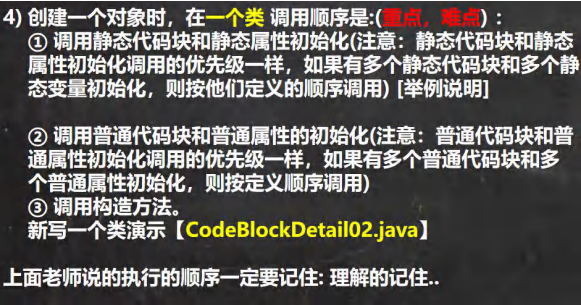 4) 创建一个对象时，在一个类 调用顺序是:(重点，难点)：
① 调用静态代码块和静态属性初始化(注意：静态代码块和静态
属性初始化调用的优先级一样，如果有多个静态代码块和多个静
态变量初始化，则按他们定义的顺序调用) [举例说明]
② 调用普通代码块和普通属性的初始化(注意：普通代码块和普
通属性初始化调用的优先级一样，如果有多个普通代码块和多
个普通属性初始化，则按定义顺序调用)
③ 调用构造方法。
新写一个类演示【CodeBlockDetail02.java】
上面老师说的执行的顺序一定要记住: 理解的记住..